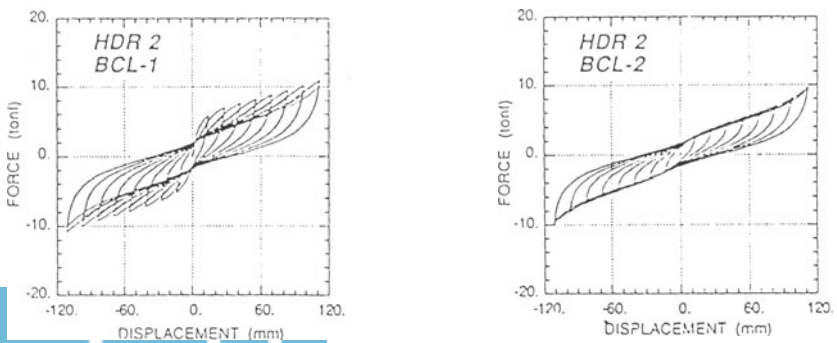 20.
HDR 2
BCL-1
10.
0.
-10.
-20.
-120.
-60.
0.
60.
120.
FORCE (tonf)
DISPLACEMENT (mm)
20.
HDR 2
BCL-2
10.
0.
-10.
-20.
-120.
-60.
0.
60.
120.
FORCE (tonf)
DISPLACEMENT (mm)